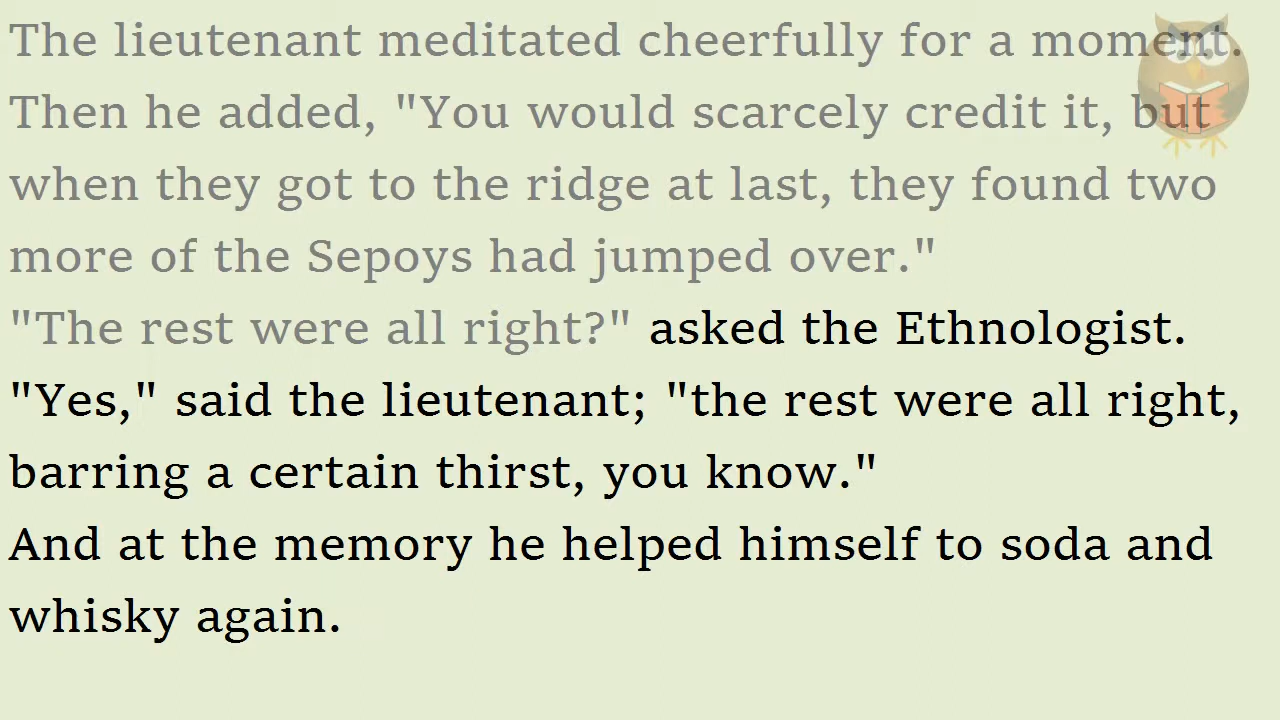 The lieutenant meditated cheerfully for a moment.
Then he added, "You would scarcely credit it, but
when they got to the ridge at last, they found two
more of the Sepoys had jumped over."
"The rest were all right?" asked the Ethnologist.
"Yes," said the lieutenant; "the rest were all right,
barring a certain thirst, you know."
And at the memory he helped himself to soda and
whisky again.